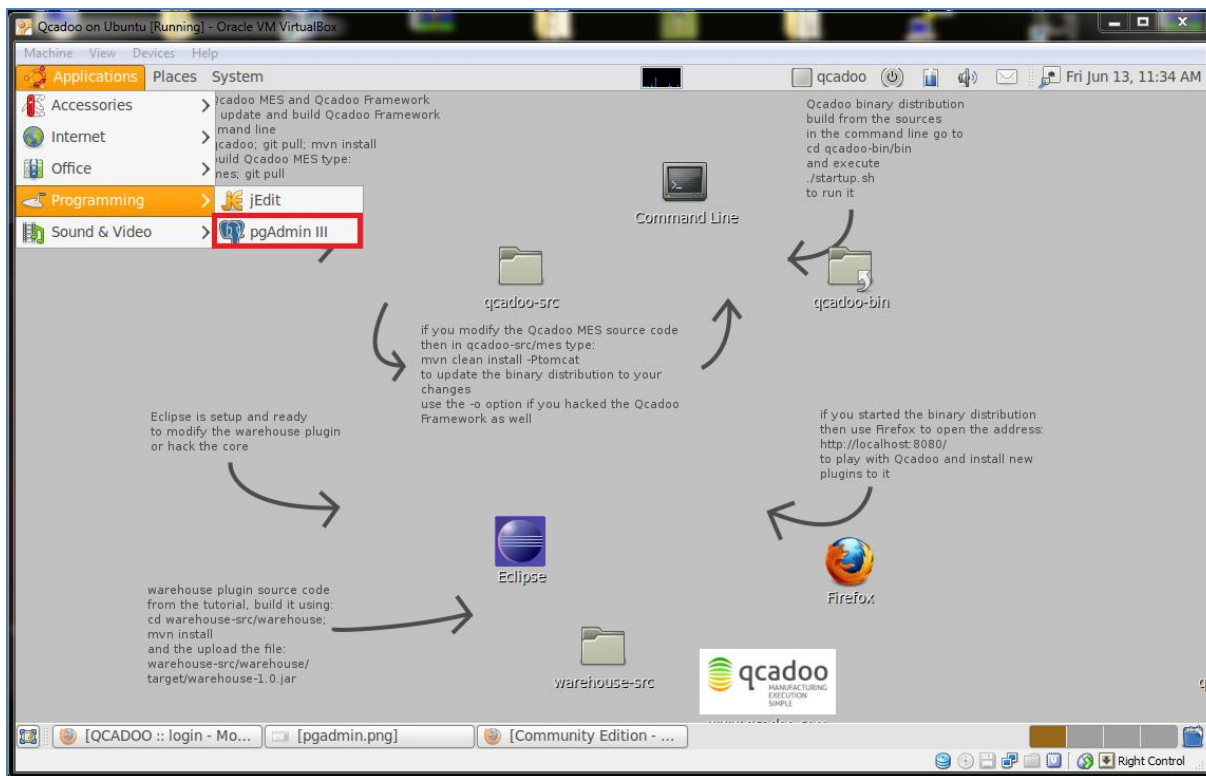 Qcadoo on Ubuntu [Running] - Oracle VM VirtualBox
Machine View Devices Help
Applications Places System
qcadoo
Fri Jun 13, 11:34 AM
Accessories
Internet
Office
Programming
Sound & Video
jEdit
pgAdmin III
cadoo MES and Qcadoo Framework
update and build Qcadoo Framework
mand line
cadoo; git pull; mvn install
uild Qcadoo MES type:
mes; git pull
Command Line
Qcadoo binary distribution
build from the sources
in the command line go to
cd qcadoo-bin/bin
and execute
./startup.sh
to run it
qcadoo-src
qcadoo-bin
if you modify the Qcadoo MES source code
then in qcadoo-src/mes type:
mvn clean install -Ptomcat
to update the binary distribution to your
changes
use the -o option if you hacked the Qcadoo
Framework as well
Eclipse is setup and ready
to modify the warehouse plugin
or hack the core
if you started the binary distribution
then use Firefox to open the address:
http://localhost:8080/
to play with Qcadoo and install new
plugins to it
Eclipse
Firefox
warehouse plugin source code
from the tutorial, build it using:
cd warehouse-src/warehouse;
mvn install
and the upload the file:
warehouse-src/warehouse/
target/warehouse-1.0.jar
warehouse-src
qcadoo
MANUFACTURING
EXECUTION
SIMPLE
[QCADOO :: login - Mo...
[pgadmin.png]
[Community Edition - ...
Right Control